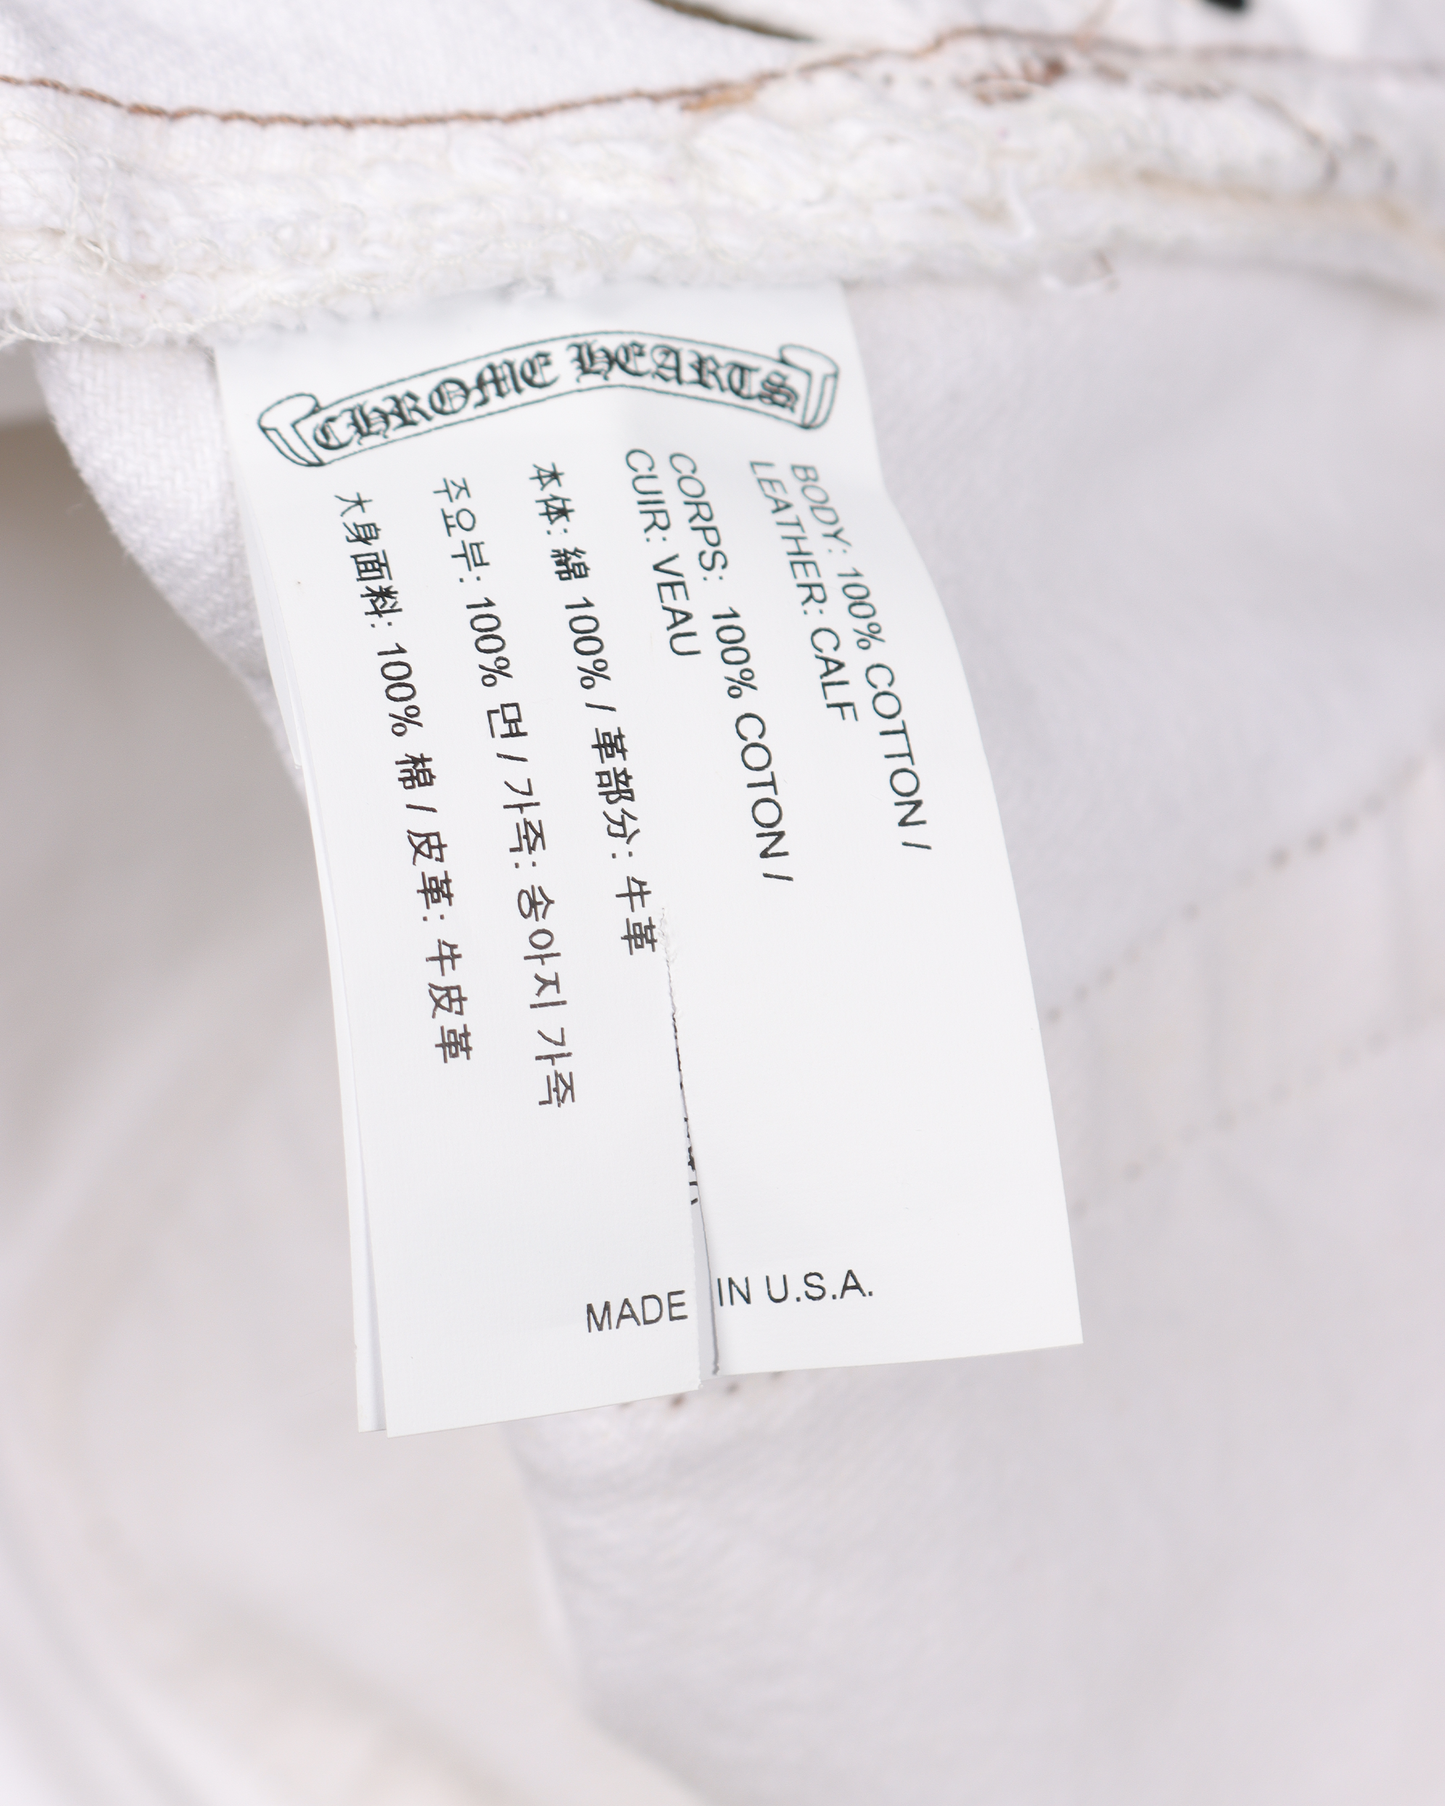 CHROME HEARTS
BODY: 100% COTTON /
LEATHER: CALF
CORPS: 100% COTON /
CUIR: VEAU
本体: 綿 100% / 革部分: 牛革
주요부: 100% 면 / 가죽: 송아지 가죽
大身面料: 100% 棉 / 皮革: 牛皮革
MADE IN U.S.A.